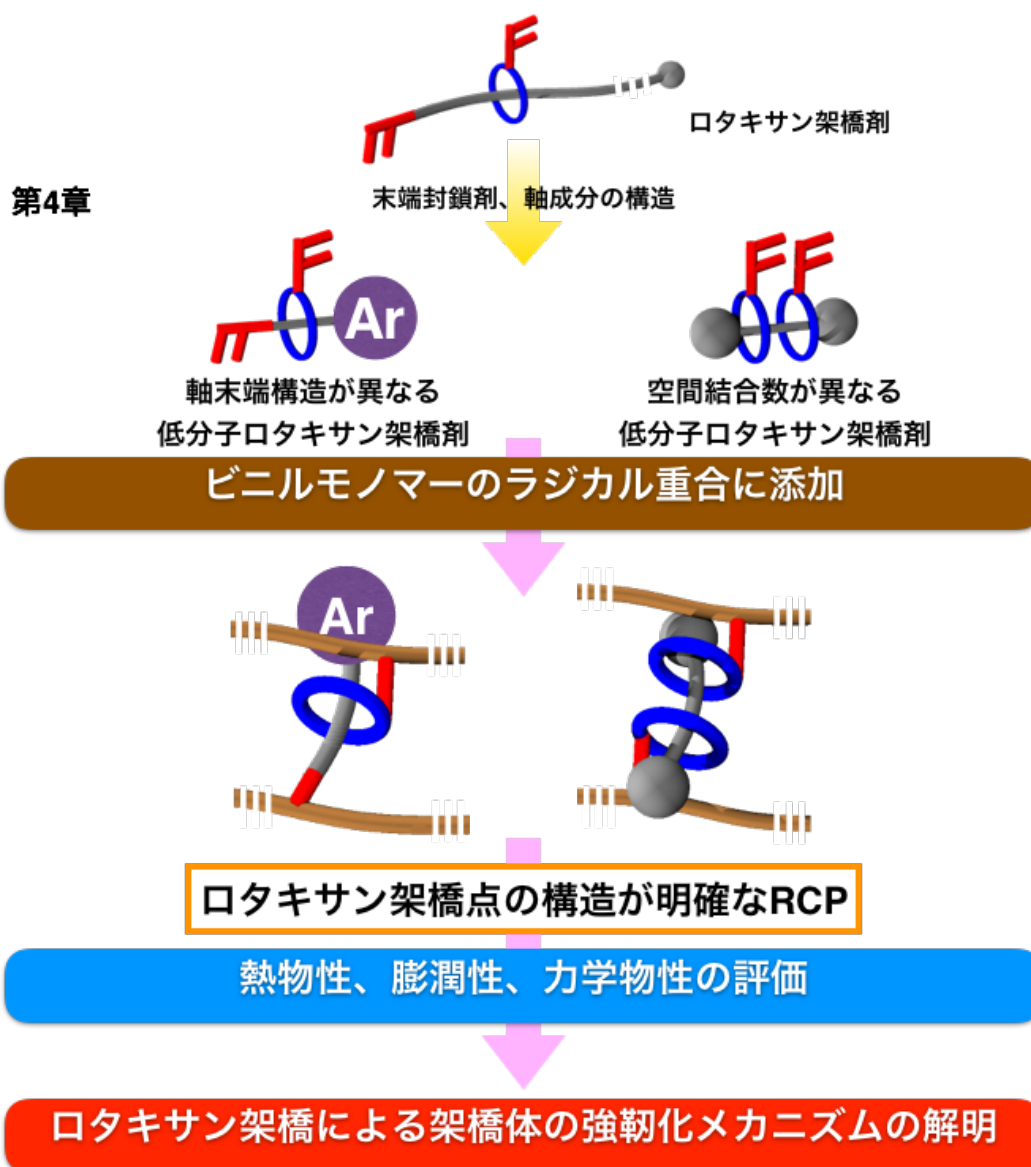 ロタキサン架橋剤
第4章
末端封鎖剤、軸成分の構造
Ar
軸末端構造が異なる
低分子ロタキサン架橋剤
空間結合数が異なる
低分子ロタキサン架橋剤
ビニルモノマーのラジカル重合に添加
Ar
ロタキサン架橋点の構造が明確なRCP
熱物性、膨潤性、力学物性の評価
ロタキサン架橋による架橋体の強靭化メカニズムの解明